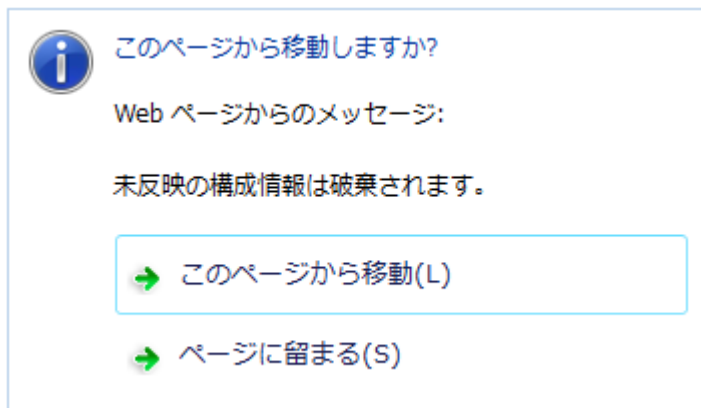 このページから移動しますか?
Web ページからのメッセージ:
未反映の構成情報は破棄されます。
このページから移動(L)
ページに留まる(S)